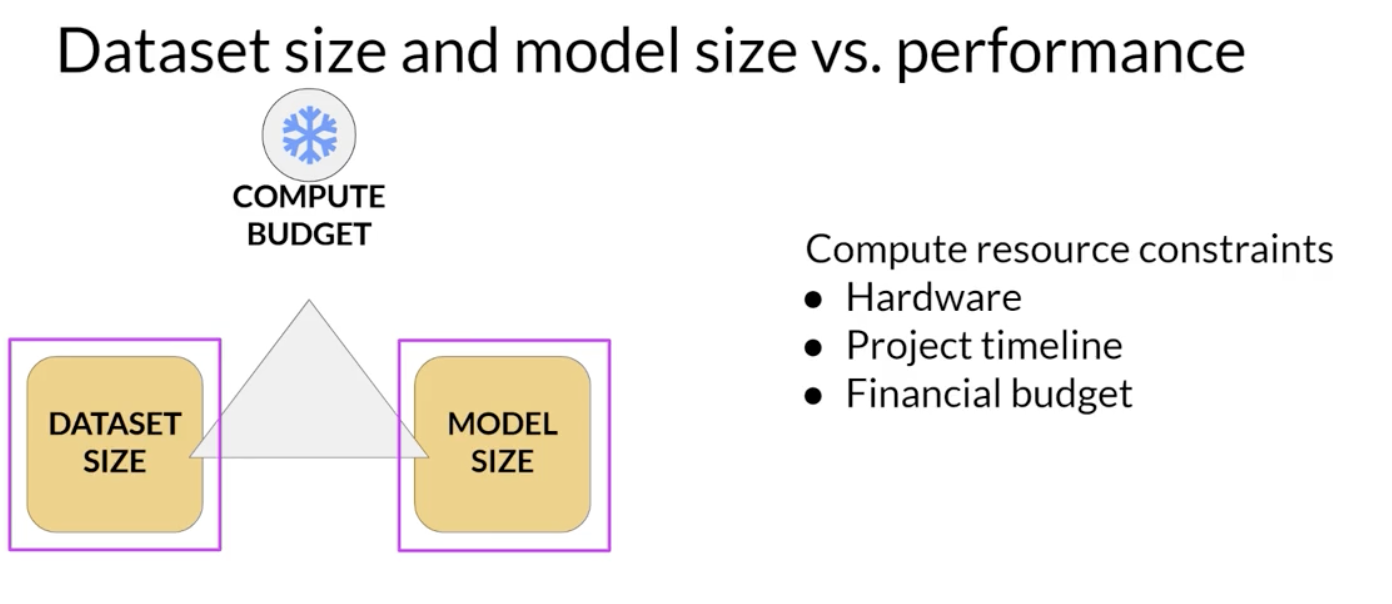 Dataset size and model size vs. performance
COMPUTE
BUDGET
DATASET
SIZE
MODEL
SIZE
Compute resource constraints
● Hardware
● Project timeline
● Financial budget